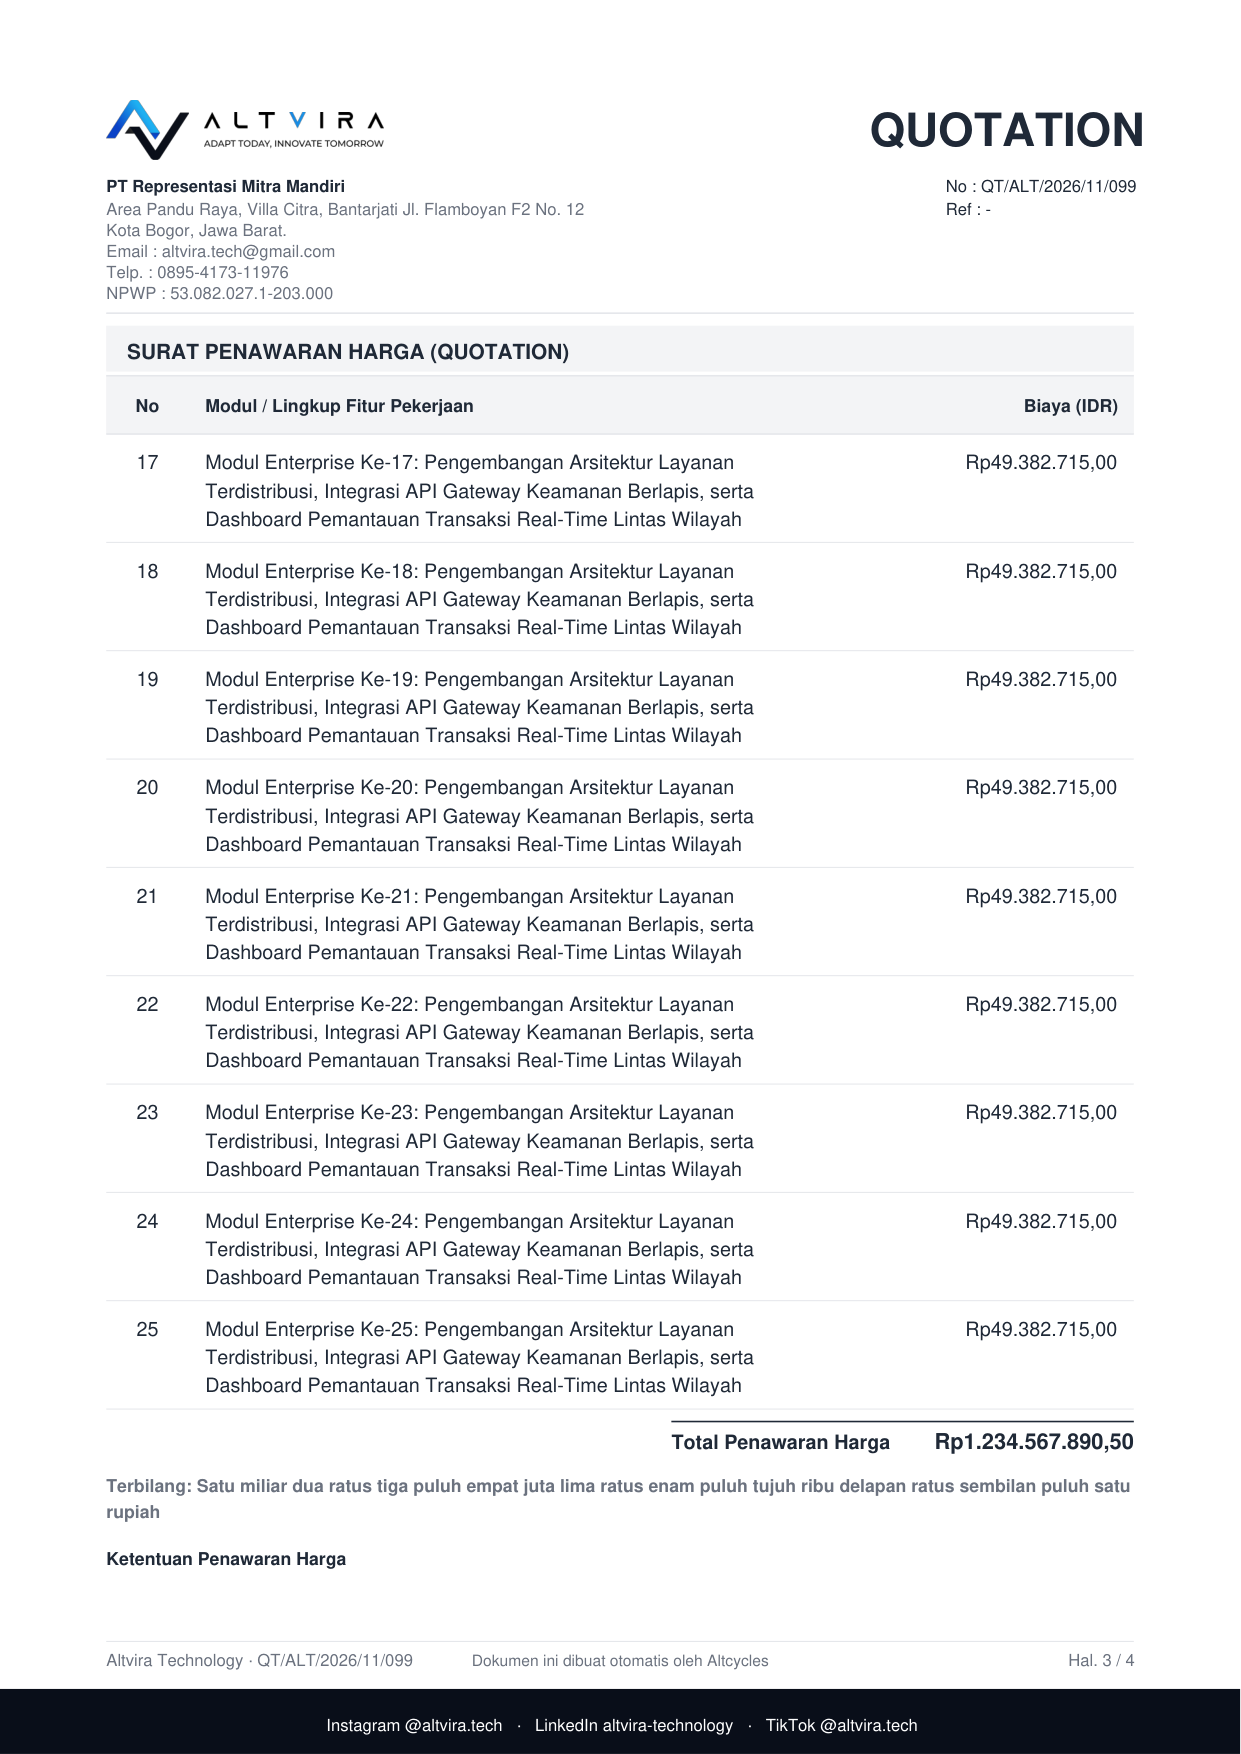 ALTVIRA
ADAPT TODAY, INNOVATE TOMORROW
QUOTATION
PT Representasi Mitra Mandiri
Area Pandu Raya, Villa Citra, Bantarjati Jl. Flamboyan F2 No. 12
Kota Bogor, Jawa Barat.
Email : altvira.tech@gmail.com
Telp. : 0895-4173-11976
NPWP : 53.082.027.1-203.000
No : QT/ALT/2026/11/099
Ref : -
SURAT PENAWARAN HARGA (QUOTATION)
No Modul / Lingkup Fitur Pekerjaan Biaya (IDR)
17 Modul Enterprise Ke-17: Pengembangan Arsitektur Layanan Rp49.382.715,00
Terdistribusi, Integrasi API Gateway Keamanan Berlapis, serta
Dashboard Pemantauan Transaksi Real-Time Lintas Wilayah
18 Modul Enterprise Ke-18: Pengembangan Arsitektur Layanan Rp49.382.715,00
Terdistribusi, Integrasi API Gateway Keamanan Berlapis, serta
Dashboard Pemantauan Transaksi Real-Time Lintas Wilayah
19 Modul Enterprise Ke-19: Pengembangan Arsitektur Layanan Rp49.382.715,00
Terdistribusi, Integrasi API Gateway Keamanan Berlapis, serta
Dashboard Pemantauan Transaksi Real-Time Lintas Wilayah
20 Modul Enterprise Ke-20: Pengembangan Arsitektur Layanan Rp49.382.715,00
Terdistribusi, Integrasi API Gateway Keamanan Berlapis, serta
Dashboard Pemantauan Transaksi Real-Time Lintas Wilayah
21 Modul Enterprise Ke-21: Pengembangan Arsitektur Layanan Rp49.382.715,00
Terdistribusi, Integrasi API Gateway Keamanan Berlapis, serta
Dashboard Pemantauan Transaksi Real-Time Lintas Wilayah
22 Modul Enterprise Ke-22: Pengembangan Arsitektur Layanan Rp49.382.715,00
Terdistribusi, Integrasi API Gateway Keamanan Berlapis, serta
Dashboard Pemantauan Transaksi Real-Time Lintas Wilayah
23 Modul Enterprise Ke-23: Pengembangan Arsitektur Layanan Rp49.382.715,00
Terdistribusi, Integrasi API Gateway Keamanan Berlapis, serta
Dashboard Pemantauan Transaksi Real-Time Lintas Wilayah
24 Modul Enterprise Ke-24: Pengembangan Arsitektur Layanan Rp49.382.715,00
Terdistribusi, Integrasi API Gateway Keamanan Berlapis, serta
Dashboard Pemantauan Transaksi Real-Time Lintas Wilayah
25 Modul Enterprise Ke-25: Pengembangan Arsitektur Layanan Rp49.382.715,00
Terdistribusi, Integrasi API Gateway Keamanan Berlapis, serta
Dashboard Pemantauan Transaksi Real-Time Lintas Wilayah
Total Penawaran Harga Rp1.234.567.890,50
Terbilang: Satu miliar dua ratus tiga puluh empat juta lima ratus enam puluh tujuh ribu delapan ratus sembilan puluh satu
rupiah
Ketentuan Penawaran Harga
Altvira Technology · QT/ALT/2026/11/099 Dokumen ini dibuat otomatis oleh Altcycles Hal. 3 / 4
Instagram @altvira.tech · LinkedIn altvira-technology · TikTok @altvira.tech